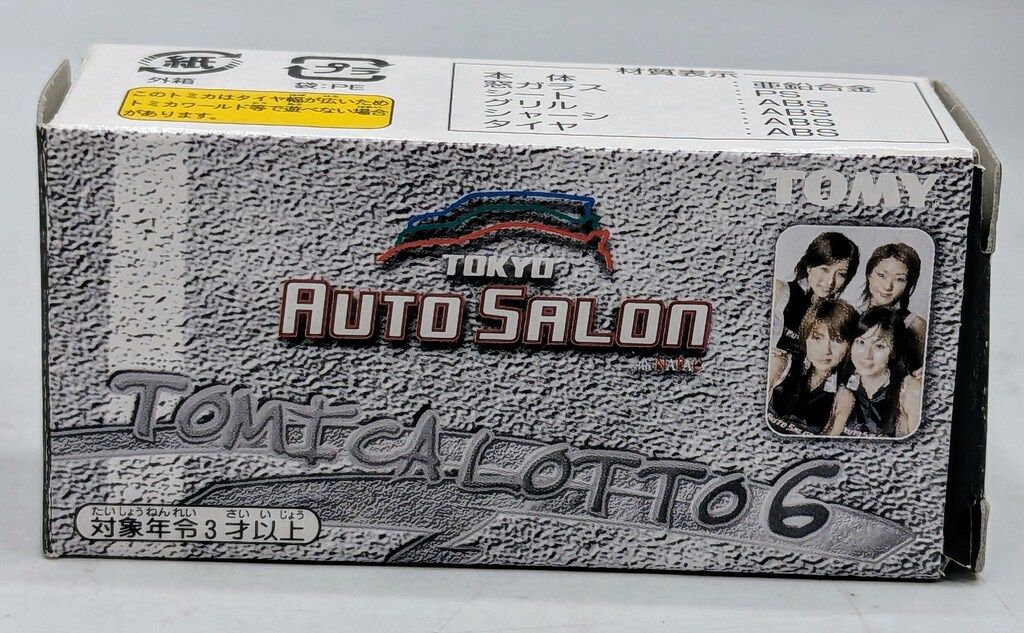 紙
外箱
プラ
袋:PE
このトミカはタイヤ幅が広いため
トミカワールド等で遊べない場合
があります。
材質表示
本体 亜鉛合金
窓ガラス PS
シート ABS
グリル ABS
シャーシ ABS
タイヤ ABS
TOMY
TOKYO
AUTO SALON
with NAPAC
TOMICA LOTTO 6
たいしょうねんれい さい いじょう
対象年令3才以上